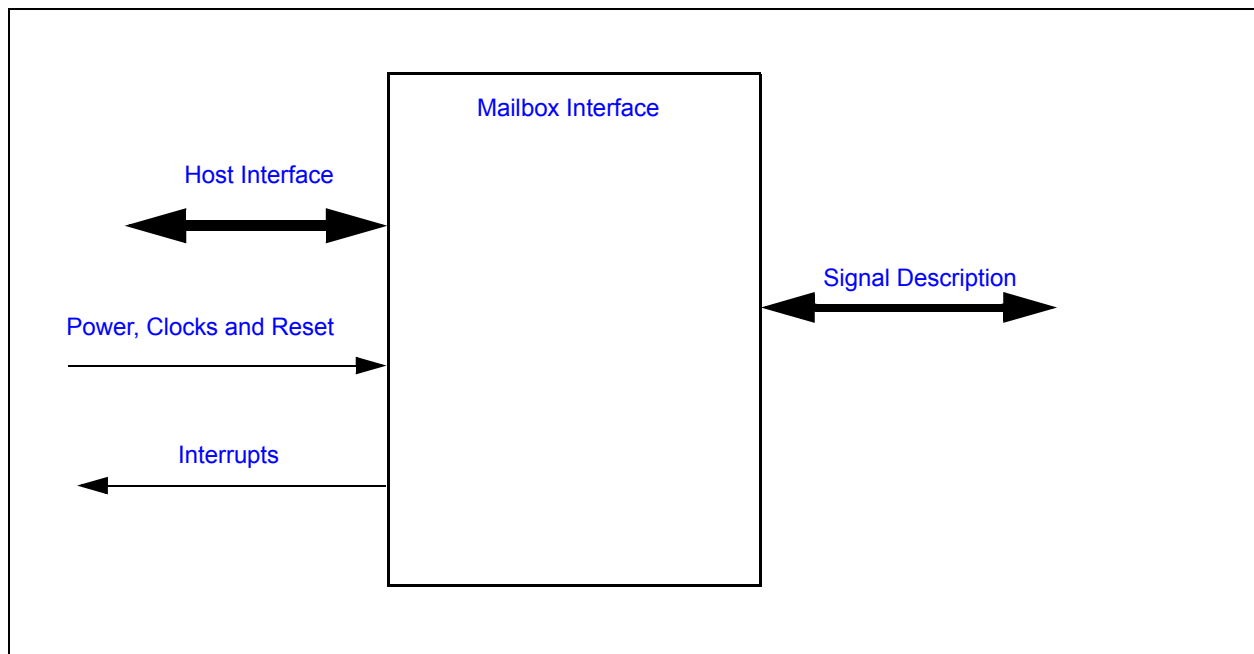 Mailbox Interface
Host Interface
Signal Description
Power, Clocks and Reset
Interrupts